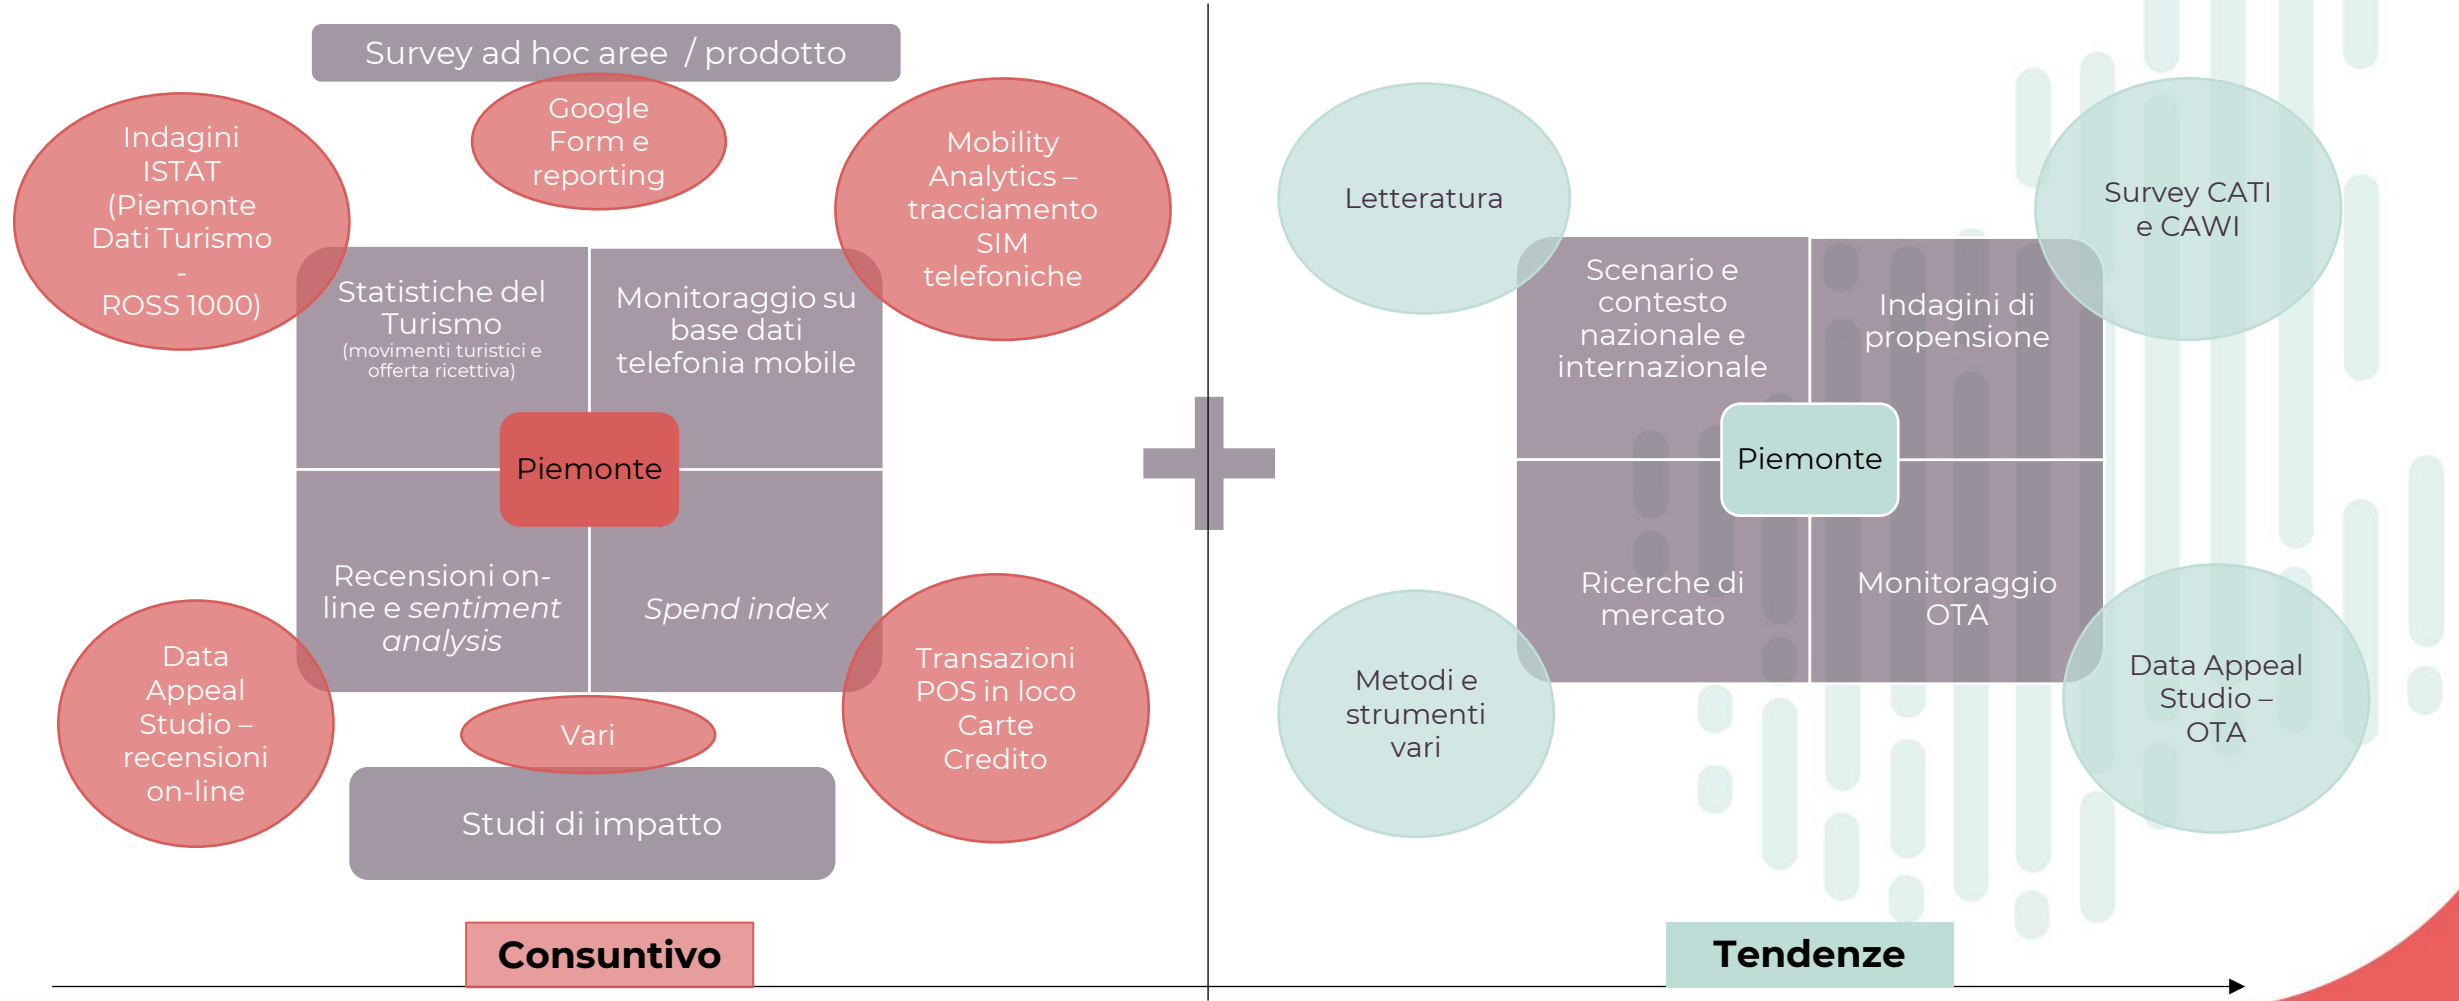 Survey ad hoc aree / prodotto
Google
Form e
reporting
Indagini
ISTAT
(Piemonte
Dati Turismo
-
ROSS 1000)
Mobility
Analytics –
tracciamento
SIM
telefoniche
Statistiche del
Turismo
(movimenti turistici e
offerta ricettiva)
Monitoraggio su
base dati
telefonia mobile
Piemonte
Recensioni on-
line e sentiment
analysis
Spend index
Data
Appeal
Studio –
recensioni
on-line
Transazioni
POS in loco
Carte
Credito
Vari
Studi di impatto
Consuntivo
Letteratura
Survey CATI
e CAWI
Scenario e
contesto
nazionale e
internazionale
Indagini di
propensione
Piemonte
Ricerche di
mercato
Monitoraggio
OTA
Metodi e
strumenti
vari
Data Appeal
Studio –
OTA
Tendenze